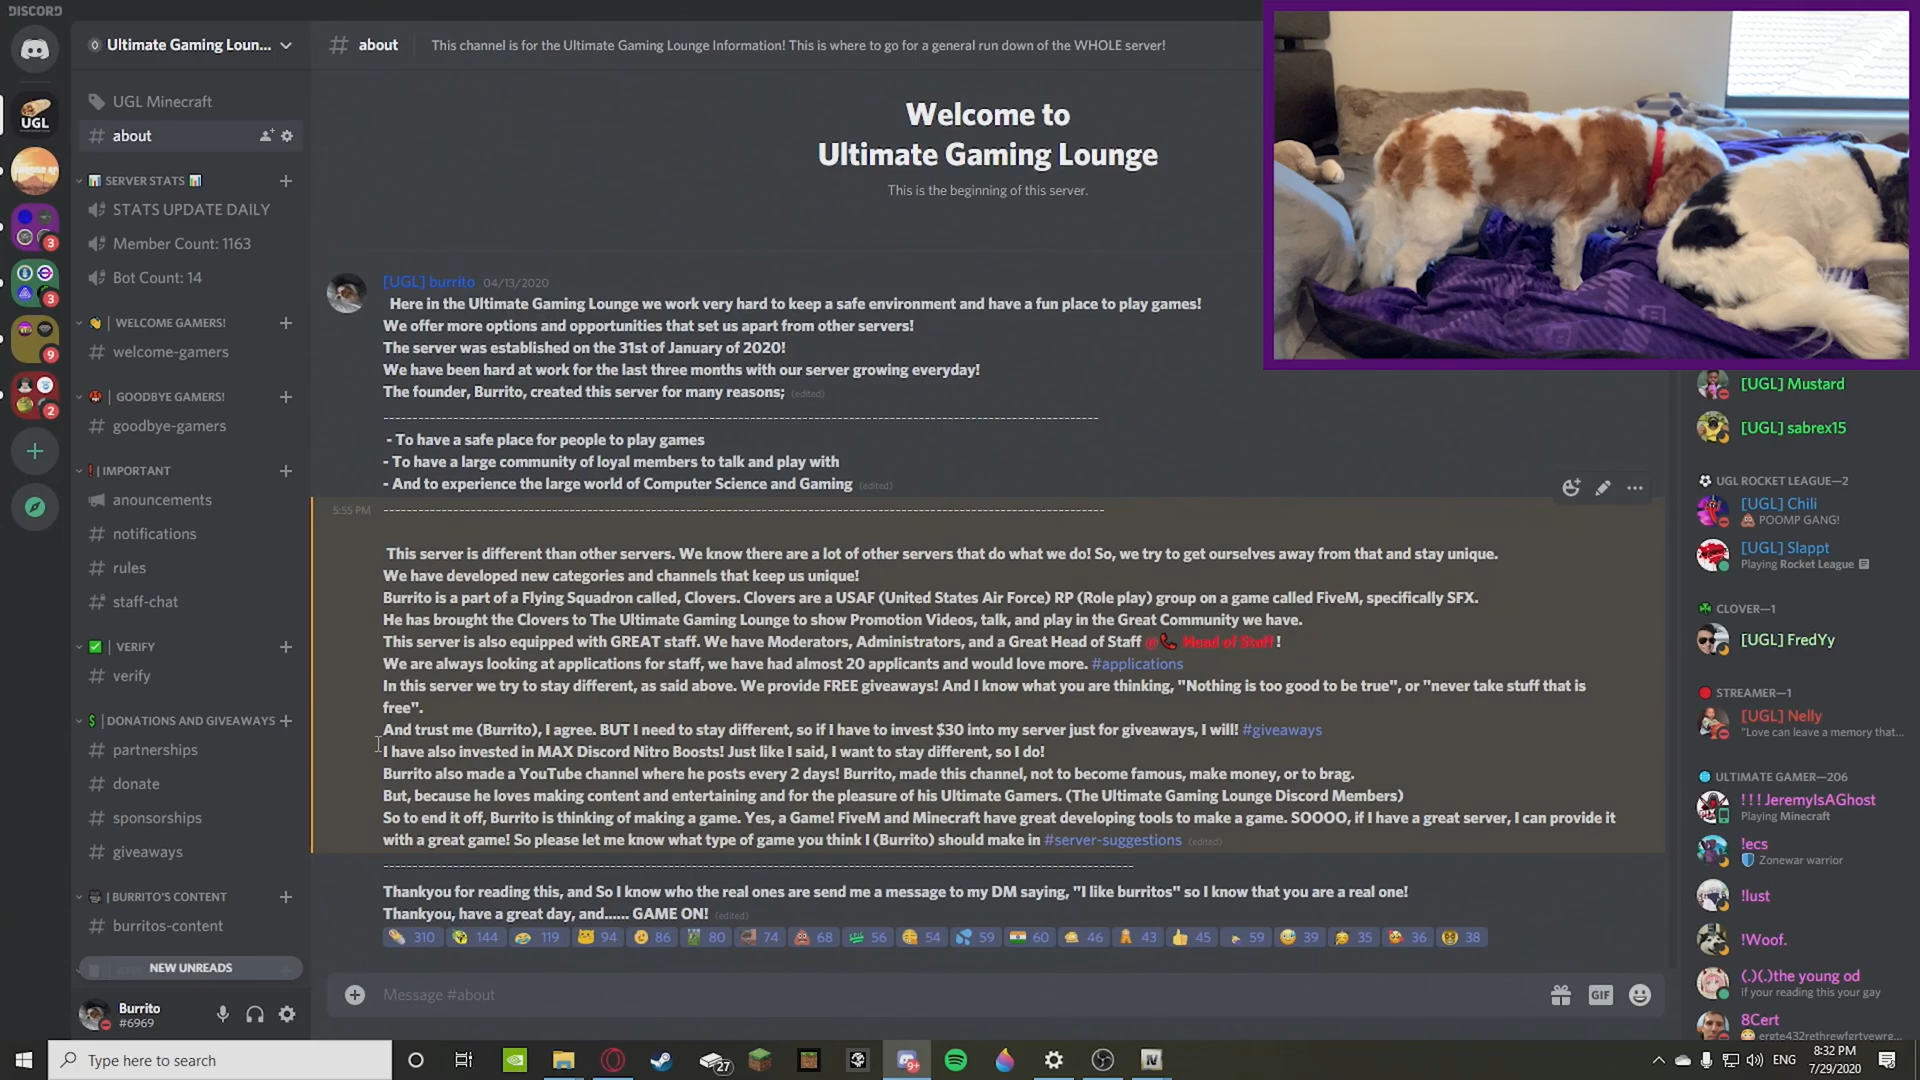 DISCORD
Ultimate Gaming Loun...
# about
This channel is for the Ultimate Gaming Lounge Information! This is where to go for a general run down of the WHOLE server!
UGL
UGL Minecraft
# about
SERVER STATS
STATS UPDATE DAILY
Member Count: 1163
Bot Count: 14
| WELCOME GAMERS!
# welcome-gamers
| GOODBYE GAMERS!
# goodbye-gamers
| IMPORTANT
anouncements
# notifications
# rules
# staff-chat
| VERIFY
# verify
| DONATIONS AND GIVEAWAYS
# partnerships
# donate
# sponsorships
# giveaways
| BURRITO'S CONTENT
# burritos-content
NEW UNREADS
3
3
9
2
Burrito
#6969
Welcome to
Ultimate Gaming Lounge
This is the beginning of this server.
[UGL] burrito 04/13/2020
Here in the Ultimate Gaming Lounge we work very hard to keep a safe environment and have a fun place to play games!
We offer more options and opportunities that set us apart from other servers!
The server was established on the 31st of January of 2020!
We have been hard at work for the last three months with our server growing everyday!
The founder, Burrito, created this server for many reasons; (edited)
- To have a safe place for people to play games
- To have a large community of loyal members to talk and play with
- And to experience the large world of Computer Science and Gaming (edited)
5:55 PM
This server is different than other servers. We know there are a lot of other servers that do what we do! So, we try to get ourselves away from that and stay unique.
We have developed new categories and channels that keep us unique!
Burrito is a part of a Flying Squadron called, Clovers. Clovers are a USAF (United States Air Force) RP (Role play) group on a game called FiveM, specifically SFX.
He has brought the Clovers to The Ultimate Gaming Lounge to show Promotion Videos, talk, and play in the Great Community we have.
This server is also equipped with GREAT staff. We have Moderators, Administrators, and a Great Head of Staff @📞 Head of Staff !
We are always looking at applications for staff, we have had almost 20 applicants and would love more. #applications
In this server we try to stay different, as said above. We provide FREE giveaways! And I know what you are thinking, "Nothing is too good to be true", or "never take stuff that is
free".
And trust me (Burrito), I agree. BUT I need to stay different, so if I have to invest $30 into my server just for giveaways, I will! #giveaways
I have also invested in MAX Discord Nitro Boosts! Just like I said, I want to stay different, so I do!
Burrito also made a YouTube channel where he posts every 2 days! Burrito, made this channel, not to become famous, make money, or to brag.
But, because he loves making content and entertaining and for the pleasure of his Ultimate Gamers. (The Ultimate Gaming Lounge Discord Members)
So to end it off, Burrito is thinking of making a game. Yes, a Game! FiveM and Minecraft have great developing tools to make a game. SOOOO, if I have a great server, I can provide it
with a great game! So please let me know what type of game you think I (Burrito) should make in #server-suggestions (edited)
Thankyou for reading this, and So I know who the real ones are send me a message to my DM saying, "I like burritos" so I know that you are a real one!
Thankyou, have a great day, and...... GAME ON! (edited)
310 144 119 94 86 80 74 68 56 54 59 60 46 43 45 59 39 35 36 38
Message #about
GIF
[UGL] Mustard
[UGL] sabrex15
UGL ROCKET LEAGUE—2
[UGL] Chili
💩 POOMP GANG!
[UGL] Slappt
Playing Rocket League
CLOVER—1
[UGL] FredYy
STREAMER—1
[UGL] Nelly
"Love can leave a memory that...
ULTIMATE GAMER—206
! ! ! JeremyIsAGhost
Playing Minecraft
!ecs
Zonewar warrior
!lust
!Woof.
(.)(.)the young od
if your reading this your gay
8Cert
ergte432rethrewfgrtyewrg...
Type here to search
27
9+
ENG
8:32 PM
7/29/2020